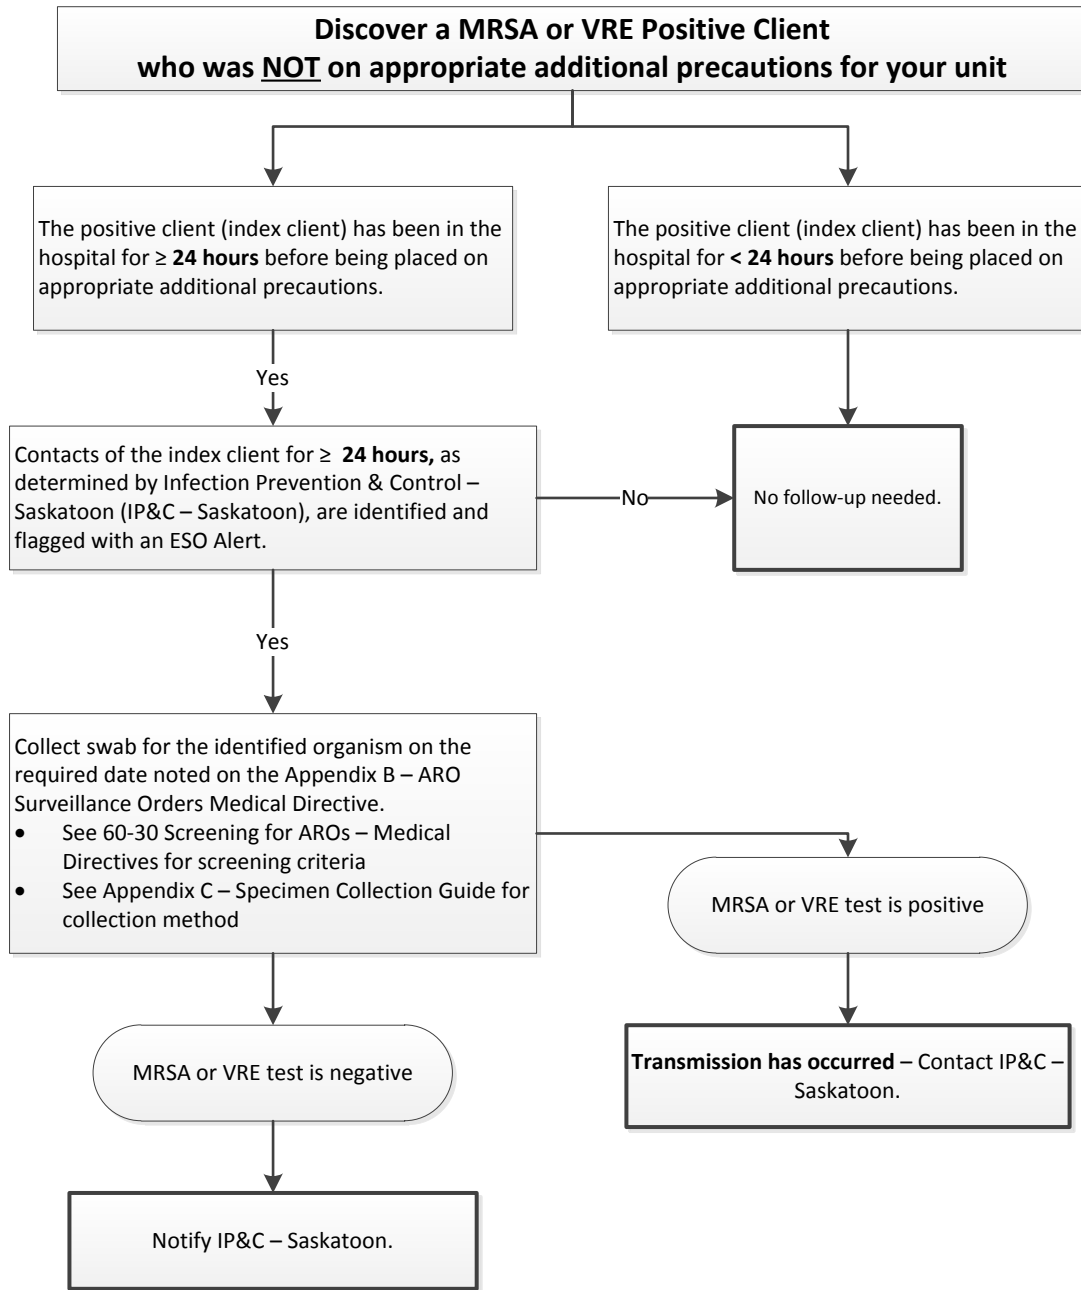 Discover a MRSA or VRE Positive Client
who was NOT on appropriate additional precautions for your unit
The positive client (index client) has been in the
hospital for ≥ 24 hours before being placed on
appropriate additional precautions.
The positive client (index client) has been in the
hospital for < 24 hours before being placed on
appropriate additional precautions.
Yes
Contacts of the index client for ≥ 24 hours, as
determined by Infection Prevention & Control –
Saskatoon (IP&C – Saskatoon), are identified and
flagged with an ESO Alert.
No
No follow-up needed.
Yes
Collect swab for the identified organism on the
required date noted on the Appendix B – ARO
Surveillance Orders Medical Directive.
• See 60-30 Screening for AROs – Medical
Directives for screening criteria
• See Appendix C – Specimen Collection Guide for
collection method
MRSA or VRE test is positive
Transmission has occurred – Contact IP&C –
Saskatoon.
MRSA or VRE test is negative
Notify IP&C – Saskatoon.